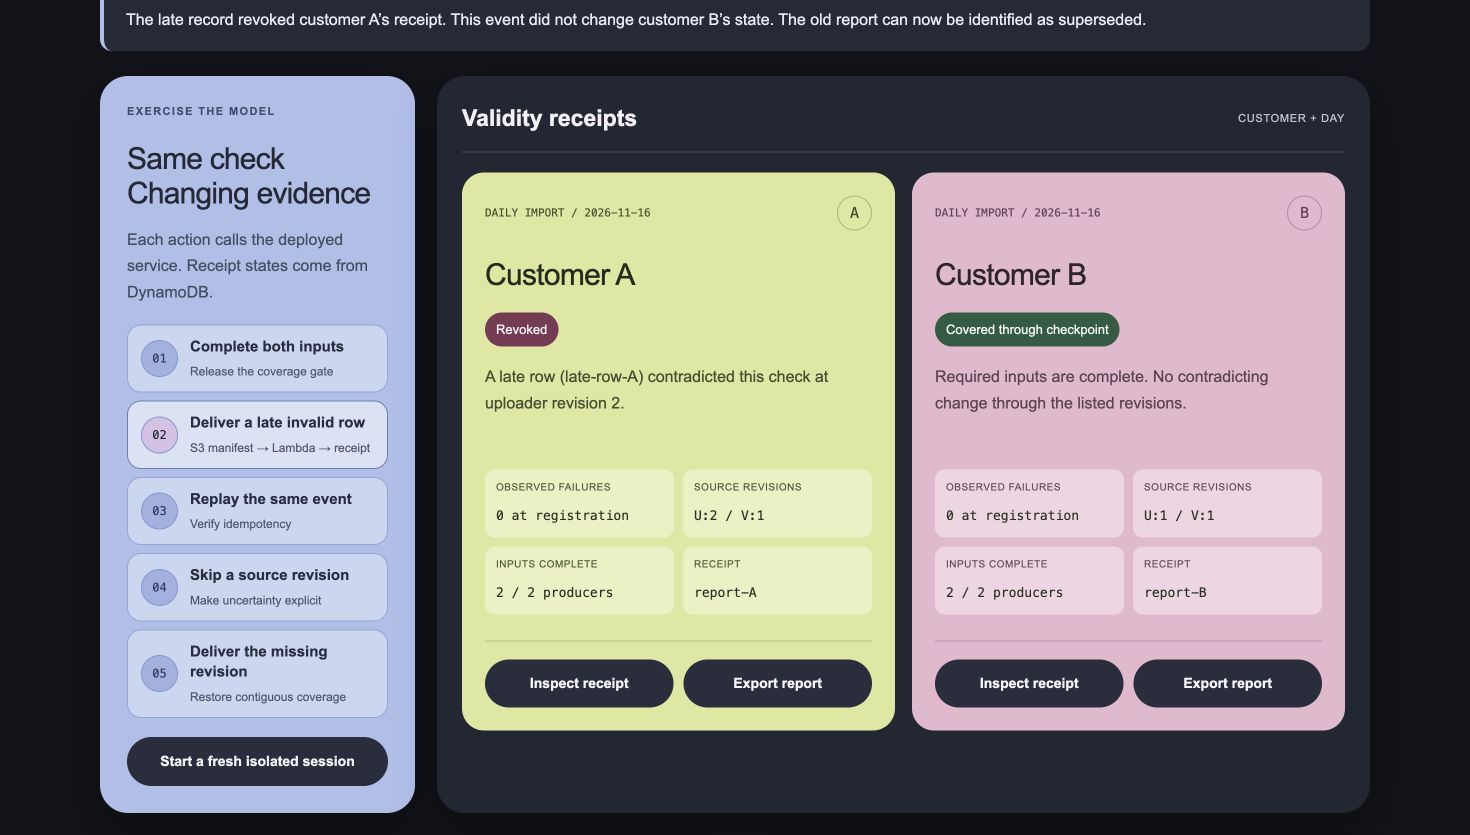 The late record revoked customer A's receipt. This event did not change customer B's state. The old report can now be identified as superseded.
EXERCISE THE MODEL
Same check
Changing evidence
Each action calls the deployed
service. Receipt states come from
DynamoDB.
01
Complete both inputs
Release the coverage gate
02
Deliver a late invalid row
S3 manifest → Lambda → receipt
03
Replay the same event
Verify idempotency
04
Skip a source revision
Make uncertainty explicit
05
Deliver the missing
revision
Restore contiguous coverage
Start a fresh isolated session
Validity receipts
CUSTOMER + DAY
DAILY IMPORT / 2026-11-16
A
Customer A
Revoked
A late row (late-row-A) contradicted this check at
uploader revision 2.
OBSERVED FAILURES
0 at registration
SOURCE REVISIONS
U:2 / V:1
INPUTS COMPLETE
2 / 2 producers
RECEIPT
report-A
Inspect receipt
Export report
DAILY IMPORT / 2026-11-16
B
Customer B
Covered through checkpoint
Required inputs are complete. No contradicting
change through the listed revisions.
OBSERVED FAILURES
0 at registration
SOURCE REVISIONS
U:1 / V:1
INPUTS COMPLETE
2 / 2 producers
RECEIPT
report-B
Inspect receipt
Export report